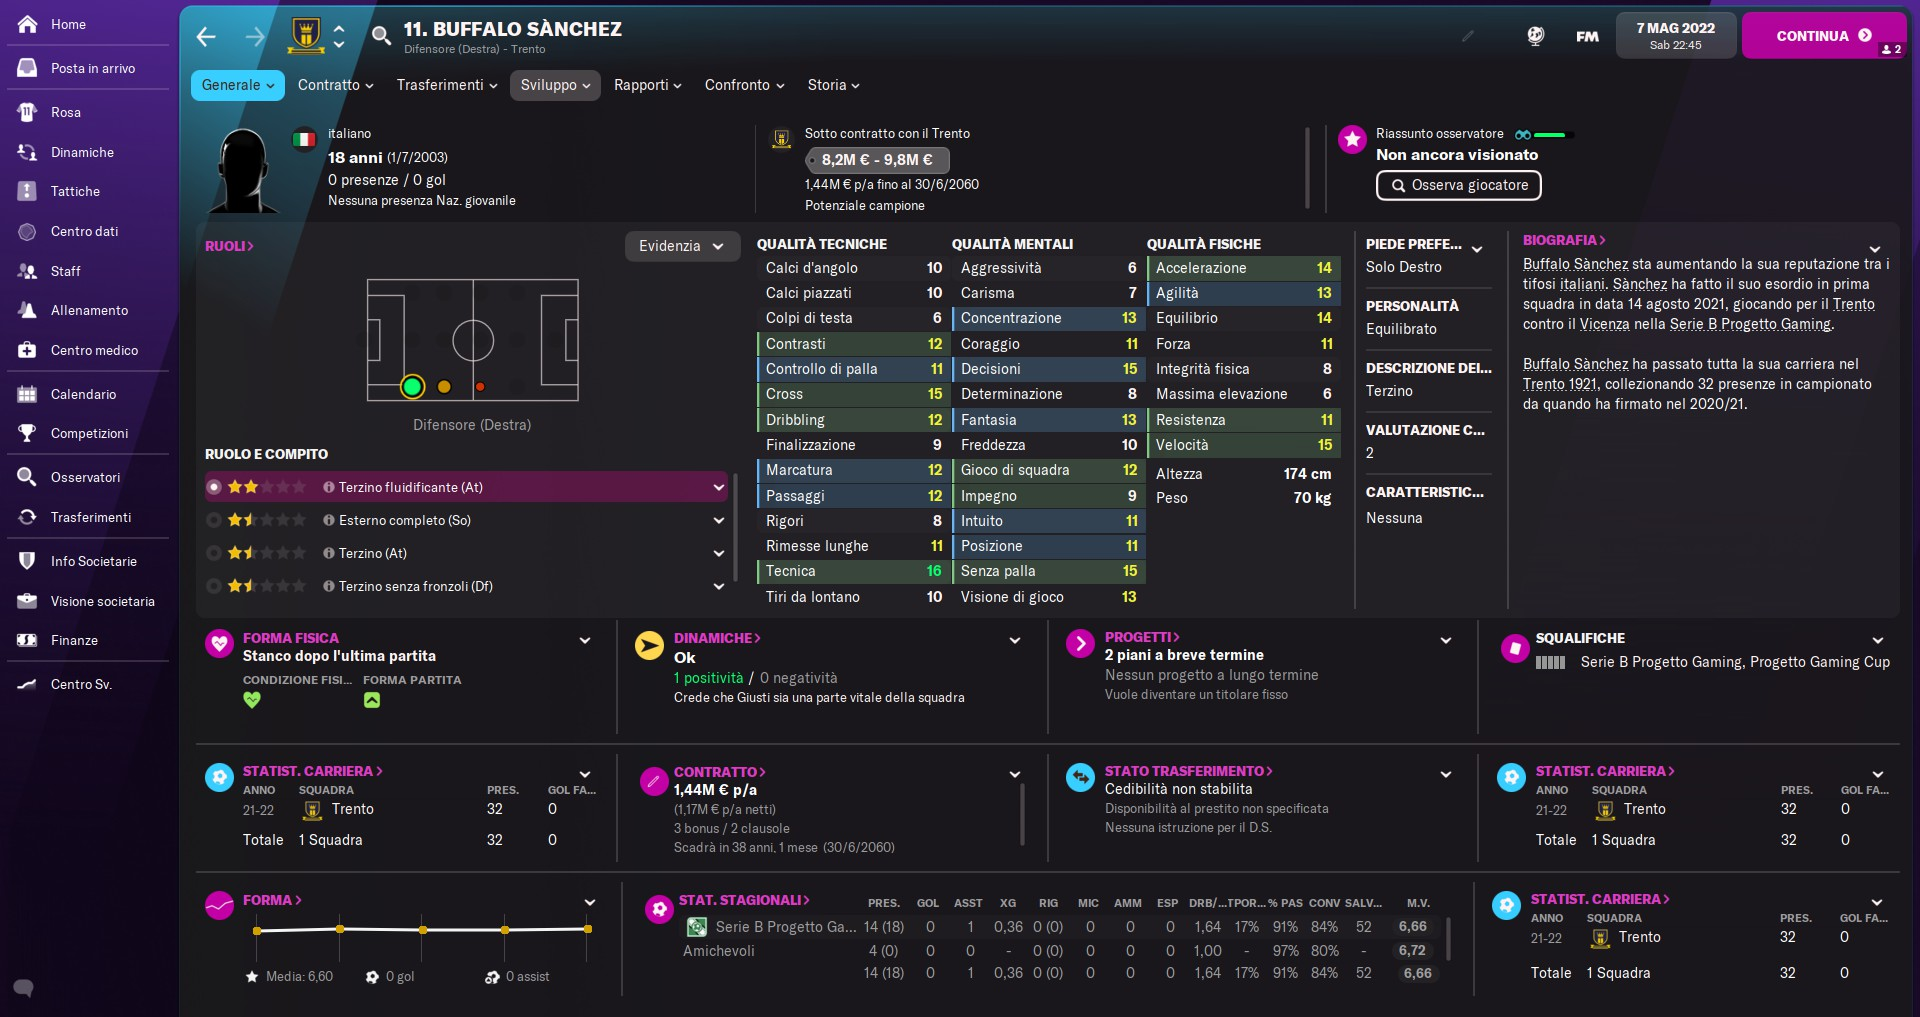 Home
Posta in arrivo
Rosa
Dinamiche
Tattiche
Centro dati
Staff
Allenamento
Centro medico
Calendario
Competizioni
Osservatori
Trasferimenti
Info Societarie
Visione societaria
Finanze
Centro Sv.
11. BUFFALO SÀNCHEZ
Difensore (Destra) - Trento
FM
7 MAG 2022
Sab 22:45
CONTINUA
2
Generale Contratto Trasferimenti Sviluppo Rapporti Confronto Storia
italiano
18 anni (1/7/2003)
0 presenze / 0 gol
Nessuna presenza Naz. giovanile
Sotto contratto con il Trento
8,2M € - 9,8M €
1,44M € p/a fino al 30/6/2060
Potenziale campione
Riassunto osservatore
Non ancora visionato
Osserva giocatore
RUOLI
Evidenzia
Difensore (Destra)
RUOLO E COMPITO
Terzino fluidificante (At)
Esterno completo (So)
Terzino (At)
Terzino senza fronzoli (Df)
QUALITÀ TECNICHE
Calci d'angolo 10
Calci piazzati 10
Colpi di testa 6
Contrasti 12
Controllo di palla 11
Cross 15
Dribbling 12
Finalizzazione 9
Marcatura 12
Passaggi 12
Rigori 8
Rimesse lunghe 11
Tecnica 16
Tiri da lontano 10
QUALITÀ MENTALI
Aggressività 6
Carisma 7
Concentrazione 13
Coraggio 11
Decisioni 15
Determinazione 8
Fantasia 13
Freddezza 10
Gioco di squadra 12
Impegno 9
Intuito 11
Posizione 11
Senza palla 15
Visione di gioco 13
QUALITÀ FISICHE
Accelerazione 14
Agilità 13
Equilibrio 14
Forza 11
Integrità fisica 8
Massima elevazione 6
Resistenza 11
Velocità 15
Altezza 174 cm
Peso 70 kg
PIEDE PREFE...
Solo Destro
PERSONALITÀ
Equilibrato
DESCRIZIONE DEI...
Terzino
VALUTAZIONE C...
2
CARATTERISTIC...
Nessuna
BIOGRAFIA
Buffalo Sànchez sta aumentando la sua reputazione tra i
tifosi italiani. Sànchez ha fatto il suo esordio in prima
squadra in data 14 agosto 2021, giocando per il Trento
contro il Vicenza nella Serie B Progetto Gaming.
Buffalo Sànchez ha passato tutta la sua carriera nel
Trento 1921, collezionando 32 presenze in campionato
da quando ha firmato nel 2020/21.
FORMA FISICA
Stanco dopo l'ultima partita
CONDIZIONE FISI... FORMA PARTITA
DINAMICHE
Ok
1 positività / 0 negatività
Crede che Giusti sia una parte vitale della squadra
PROGETTI
2 piani a breve termine
Nessun progetto a lungo termine
Vuole diventare un titolare fisso
SQUALIFICHE
Serie B Progetto Gaming, Progetto Gaming Cup
STATIST. CARRIERA
ANNO SQUADRA PRES. GOL FA...
21-22 Trento 32 0
Totale 1 Squadra 32 0
CONTRATTO
1,44M € p/a
(1,17M € p/a netti)
3 bonus / 2 clausole
Scadrà in 38 anni, 1 mese (30/6/2060)
STATO TRASFERIMENTO
Cedibilità non stabilita
Disponibilità al prestito non specificata
Nessuna istruzione per il D.S.
STATIST. CARRIERA
ANNO SQUADRA PRES. GOL FA...
21-22 Trento 32 0
Totale 1 Squadra 32 0
FORMA
Media: 6,60 0 gol 0 assist
STAT. STAGIONALI PRES. GOL ASST XG RIG MIC AMM ESP DRB/... TPOR... % PAS CONV SALV... M.V.
Serie B Progetto Ga... 14 (18) 0 1 0,36 0 (0) 0 0 0 1,64 17% 91% 84% 52 6,66
Amichevoli 4 (0) 0 0 - 0 (0) 0 0 0 1,00 - 97% 80% - 6,72
14 (18) 0 1 0,36 0 (0) 0 0 0 1,64 17% 91% 84% 52 6,66
STATIST. CARRIERA
ANNO SQUADRA PRES. GOL FA...
21-22 Trento 32 0
Totale 1 Squadra 32 0